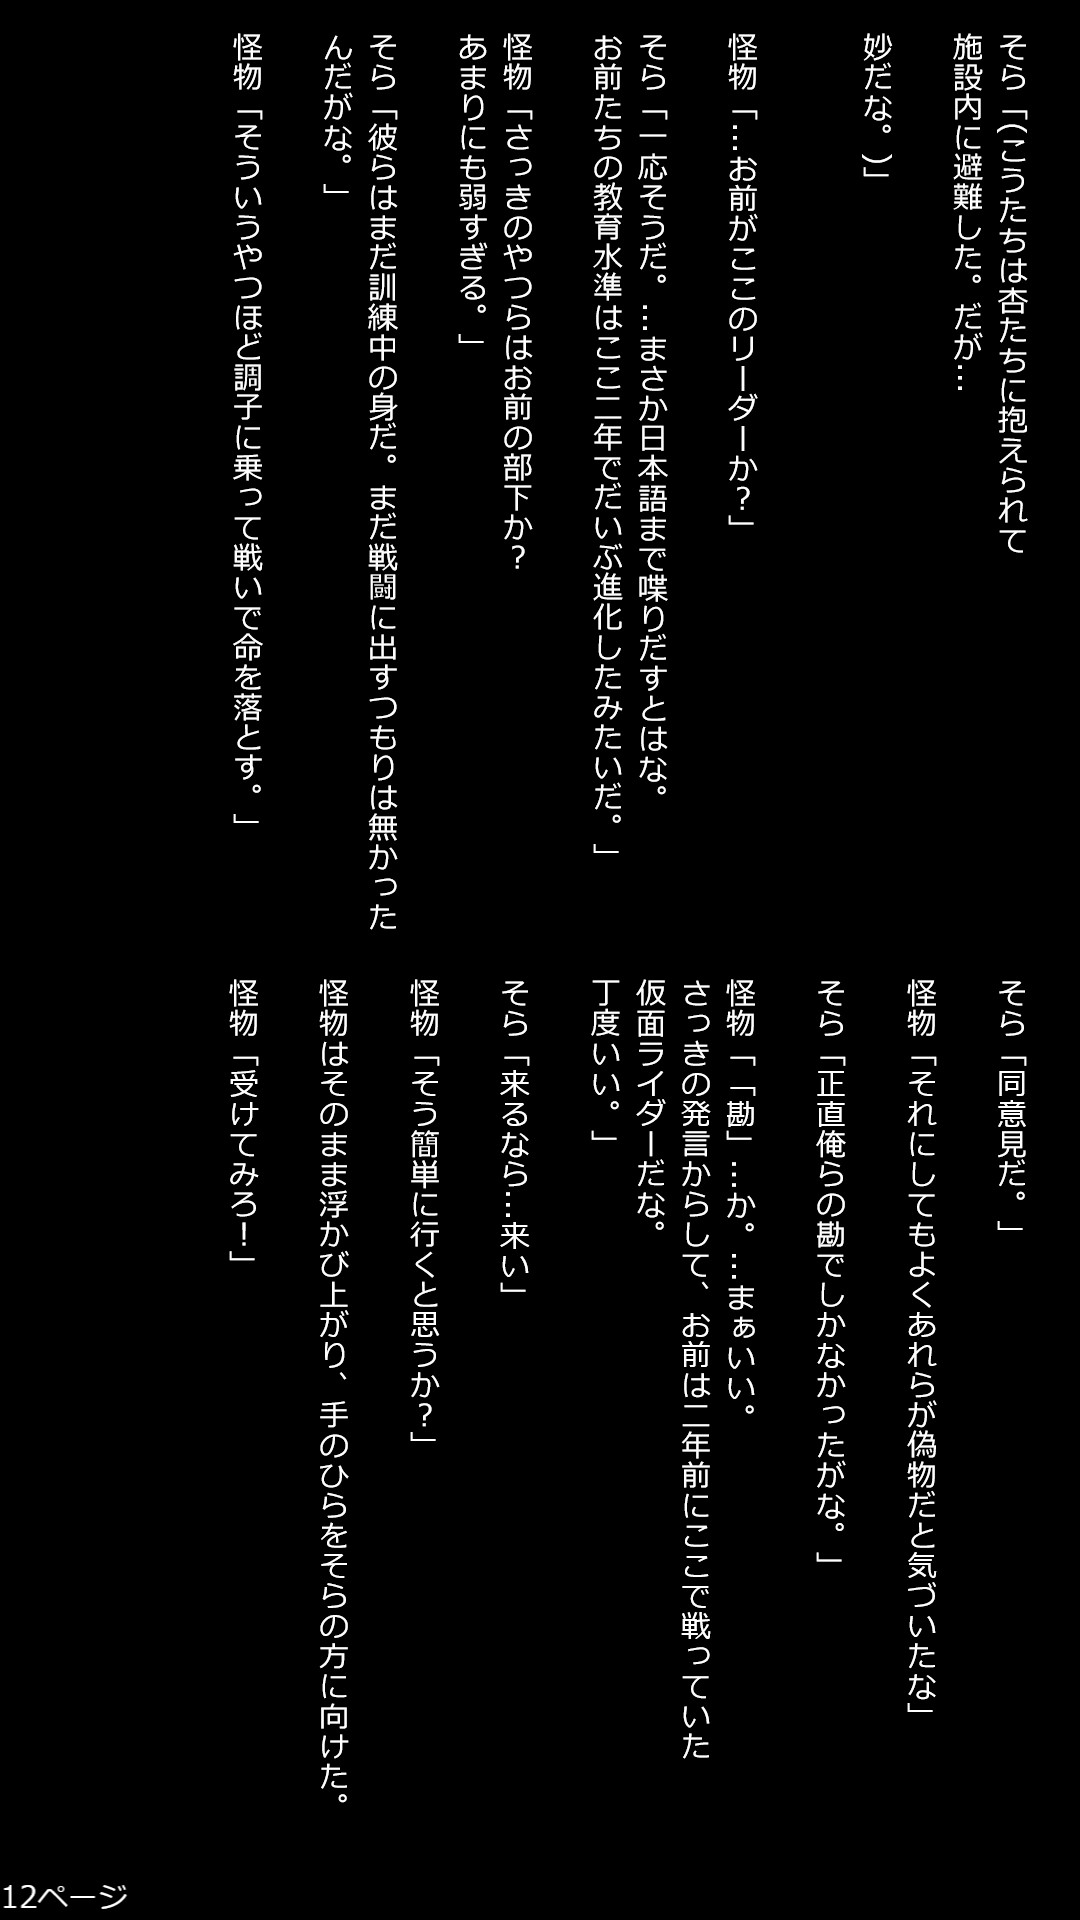 そら「(こうたちは杏たちに抱えられて
施設内に避難した。だが…
妙だな。)」
怪物「…お前がここのリーダーか？」
そら「一応そうだ。…まさか日本語まで喋りだすとはな。
お前たちの教育水準はここ二年でだいぶ進化したみたいだ。」
怪物「さっきのやつらはお前の部下か？
あまりにも弱すぎる。」
そら「彼らはまだ訓練中の身だ。まだ戦闘に出すつもりは無かった
んだがな。」
怪物「そういうやつほど調子に乗って戦いで命を落とす。」
そら「同意見だ。」
怪物「それにしてもよくあれらが偽物だと気づいたな」
そら「正直俺らの勘でしかなかったがな。」
怪物「「勘」…か。…まぁいい。
さっきの発言からして、お前は二年前にここで戦っていた
仮面ライダーだな。
丁度いい。」
そら「来るなら…来い」
怪物「そう簡単に行くと思うか？」
怪物はそのまま浮かび上がり、手のひらをそらの方に向けた。
怪物「受けてみろ！」
12ページ